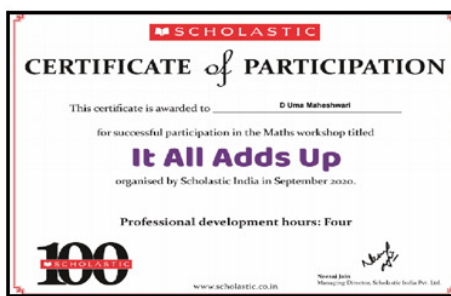 SCHOLASTIC
CERTIFICATE of PARTICIPATION
This certificate is awarded to D Uma Maheshwari
for successful participation in the Maths workshop titled
It All Adds Up
organised by Scholastic India in September 2020.
Professional development hours: Four
100
SCHOLASTIC
www.scholastic.co.in
Neeraj Jain
Managing Director, Scholastic India Pvt. Ltd.